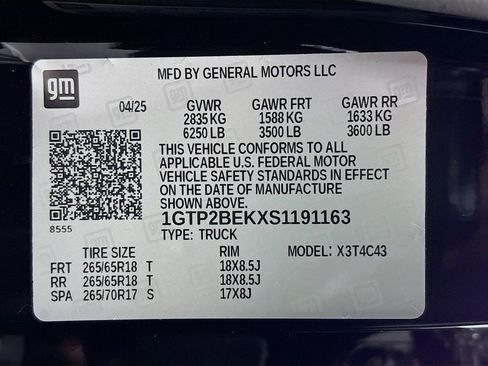 gm
MFD BY GENERAL MOTORS LLC
04/25 GVWR GAWR FRT GAWR RR
2835 KG 1588 KG 1633 KG
6250 LB 3500 LB 3600 LB
THIS VEHICLE CONFORMS TO ALL
APPLICABLE U.S. FEDERAL MOTOR
VEHICLE SAFETY STANDARDS IN EFFECT
ON THE DATE OF MANUFACTURE
SHOWN ABOVE.
8555 1GTP2BEKXS1191163
TYPE: TRUCK
TIRE SIZE RIM MODEL: X3T4C43
FRT 265/65R18 T 18X8.5J
RR 265/65R18 T 18X8.5J
SPA 265/70R17 S 17X8J